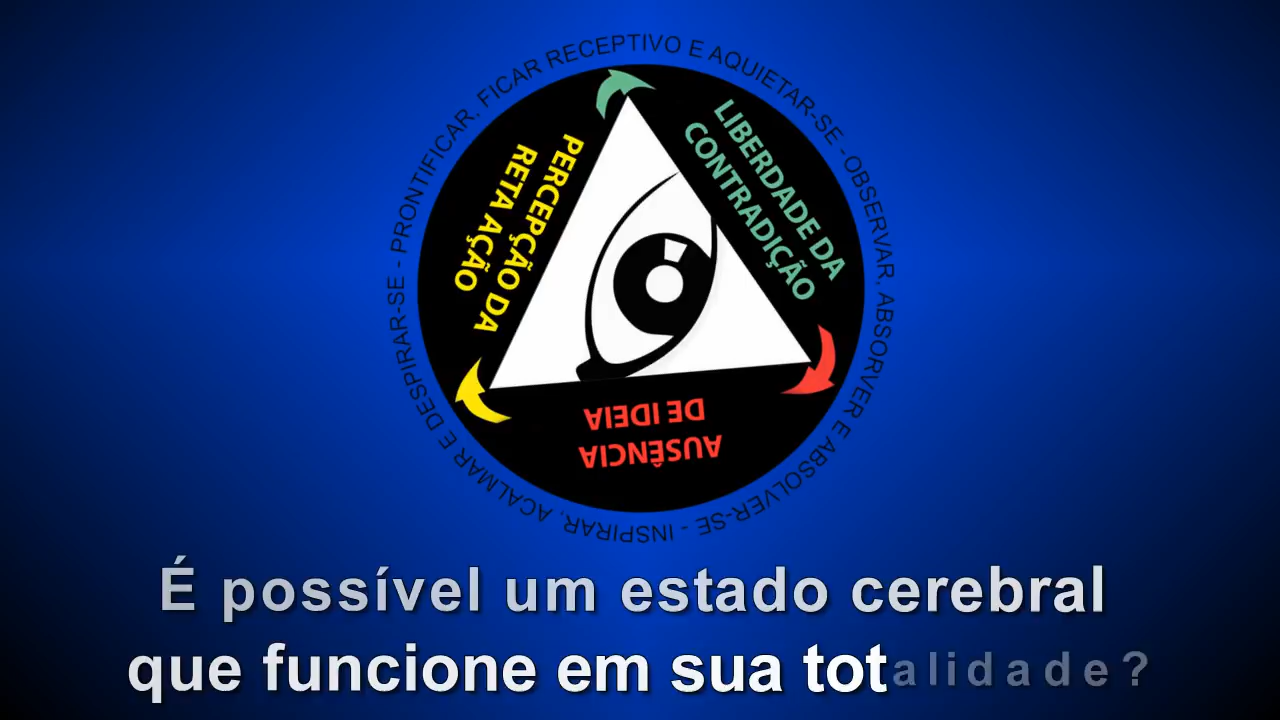 PRONTIFICAR, FICAR RECEPTIVO E AQUIETAR-SE - OBSERVAR, ABSORVER E ABSOLVER-SE - INSPIRAR, ACALMAR E DESPIRAR-SE -
LIBERDADE DA
CONTRADIÇÃO
PERCEPÇÃO DA
RETA AÇÃO
AUSÊNCIA
DE IDEIA
É possível um estado cerebral
que funcione em sua totalidade?